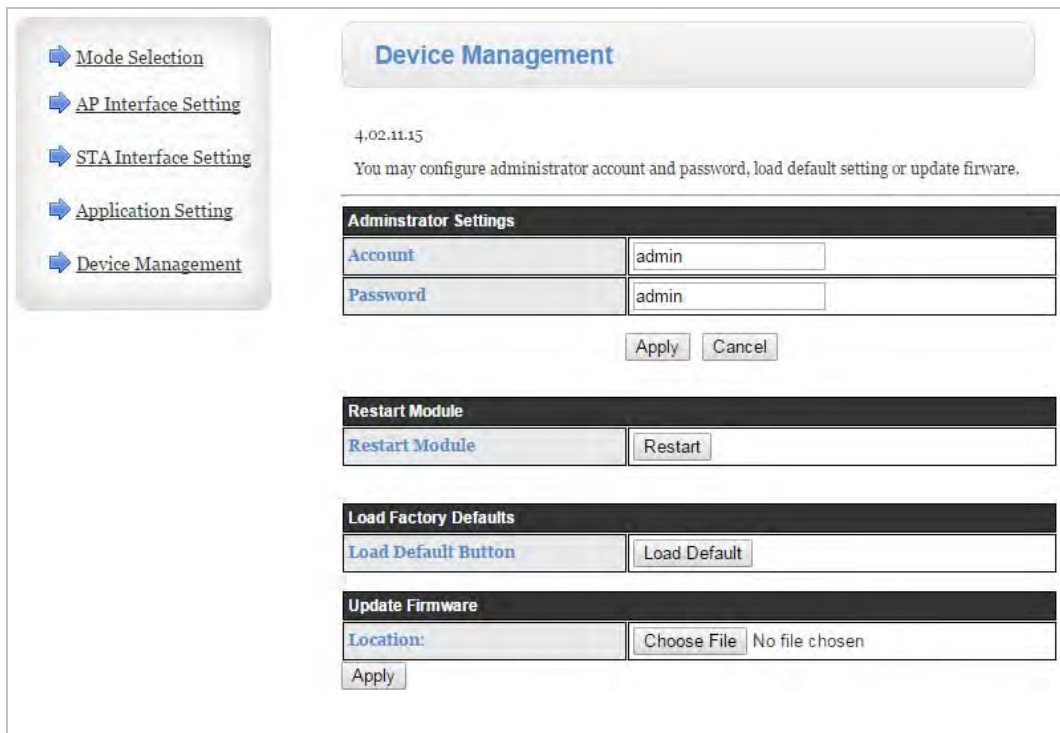 Mode Selection
AP Interface Setting
STA Interface Setting
Application Setting
Device Management
Device Management
4.02.11.15
You may configure administrator account and password, load default setting or update firware.
Adminstrator Settings
Account admin
Password admin
Apply Cancel
Restart Module
Restart Module Restart
Load Factory Defaults
Load Default Button Load Default
Update Firmware
Location: Choose File No file chosen
Apply